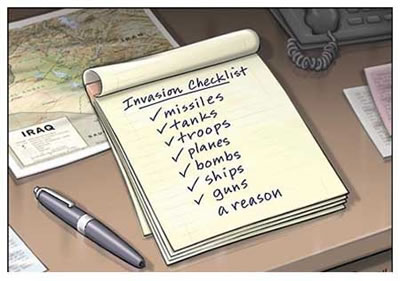 Invasion Checklist
✓ missiles
✓ tanks
✓ troops
✓ planes
✓ bombs
✓ ships
✓ guns
a reason
IRAQ